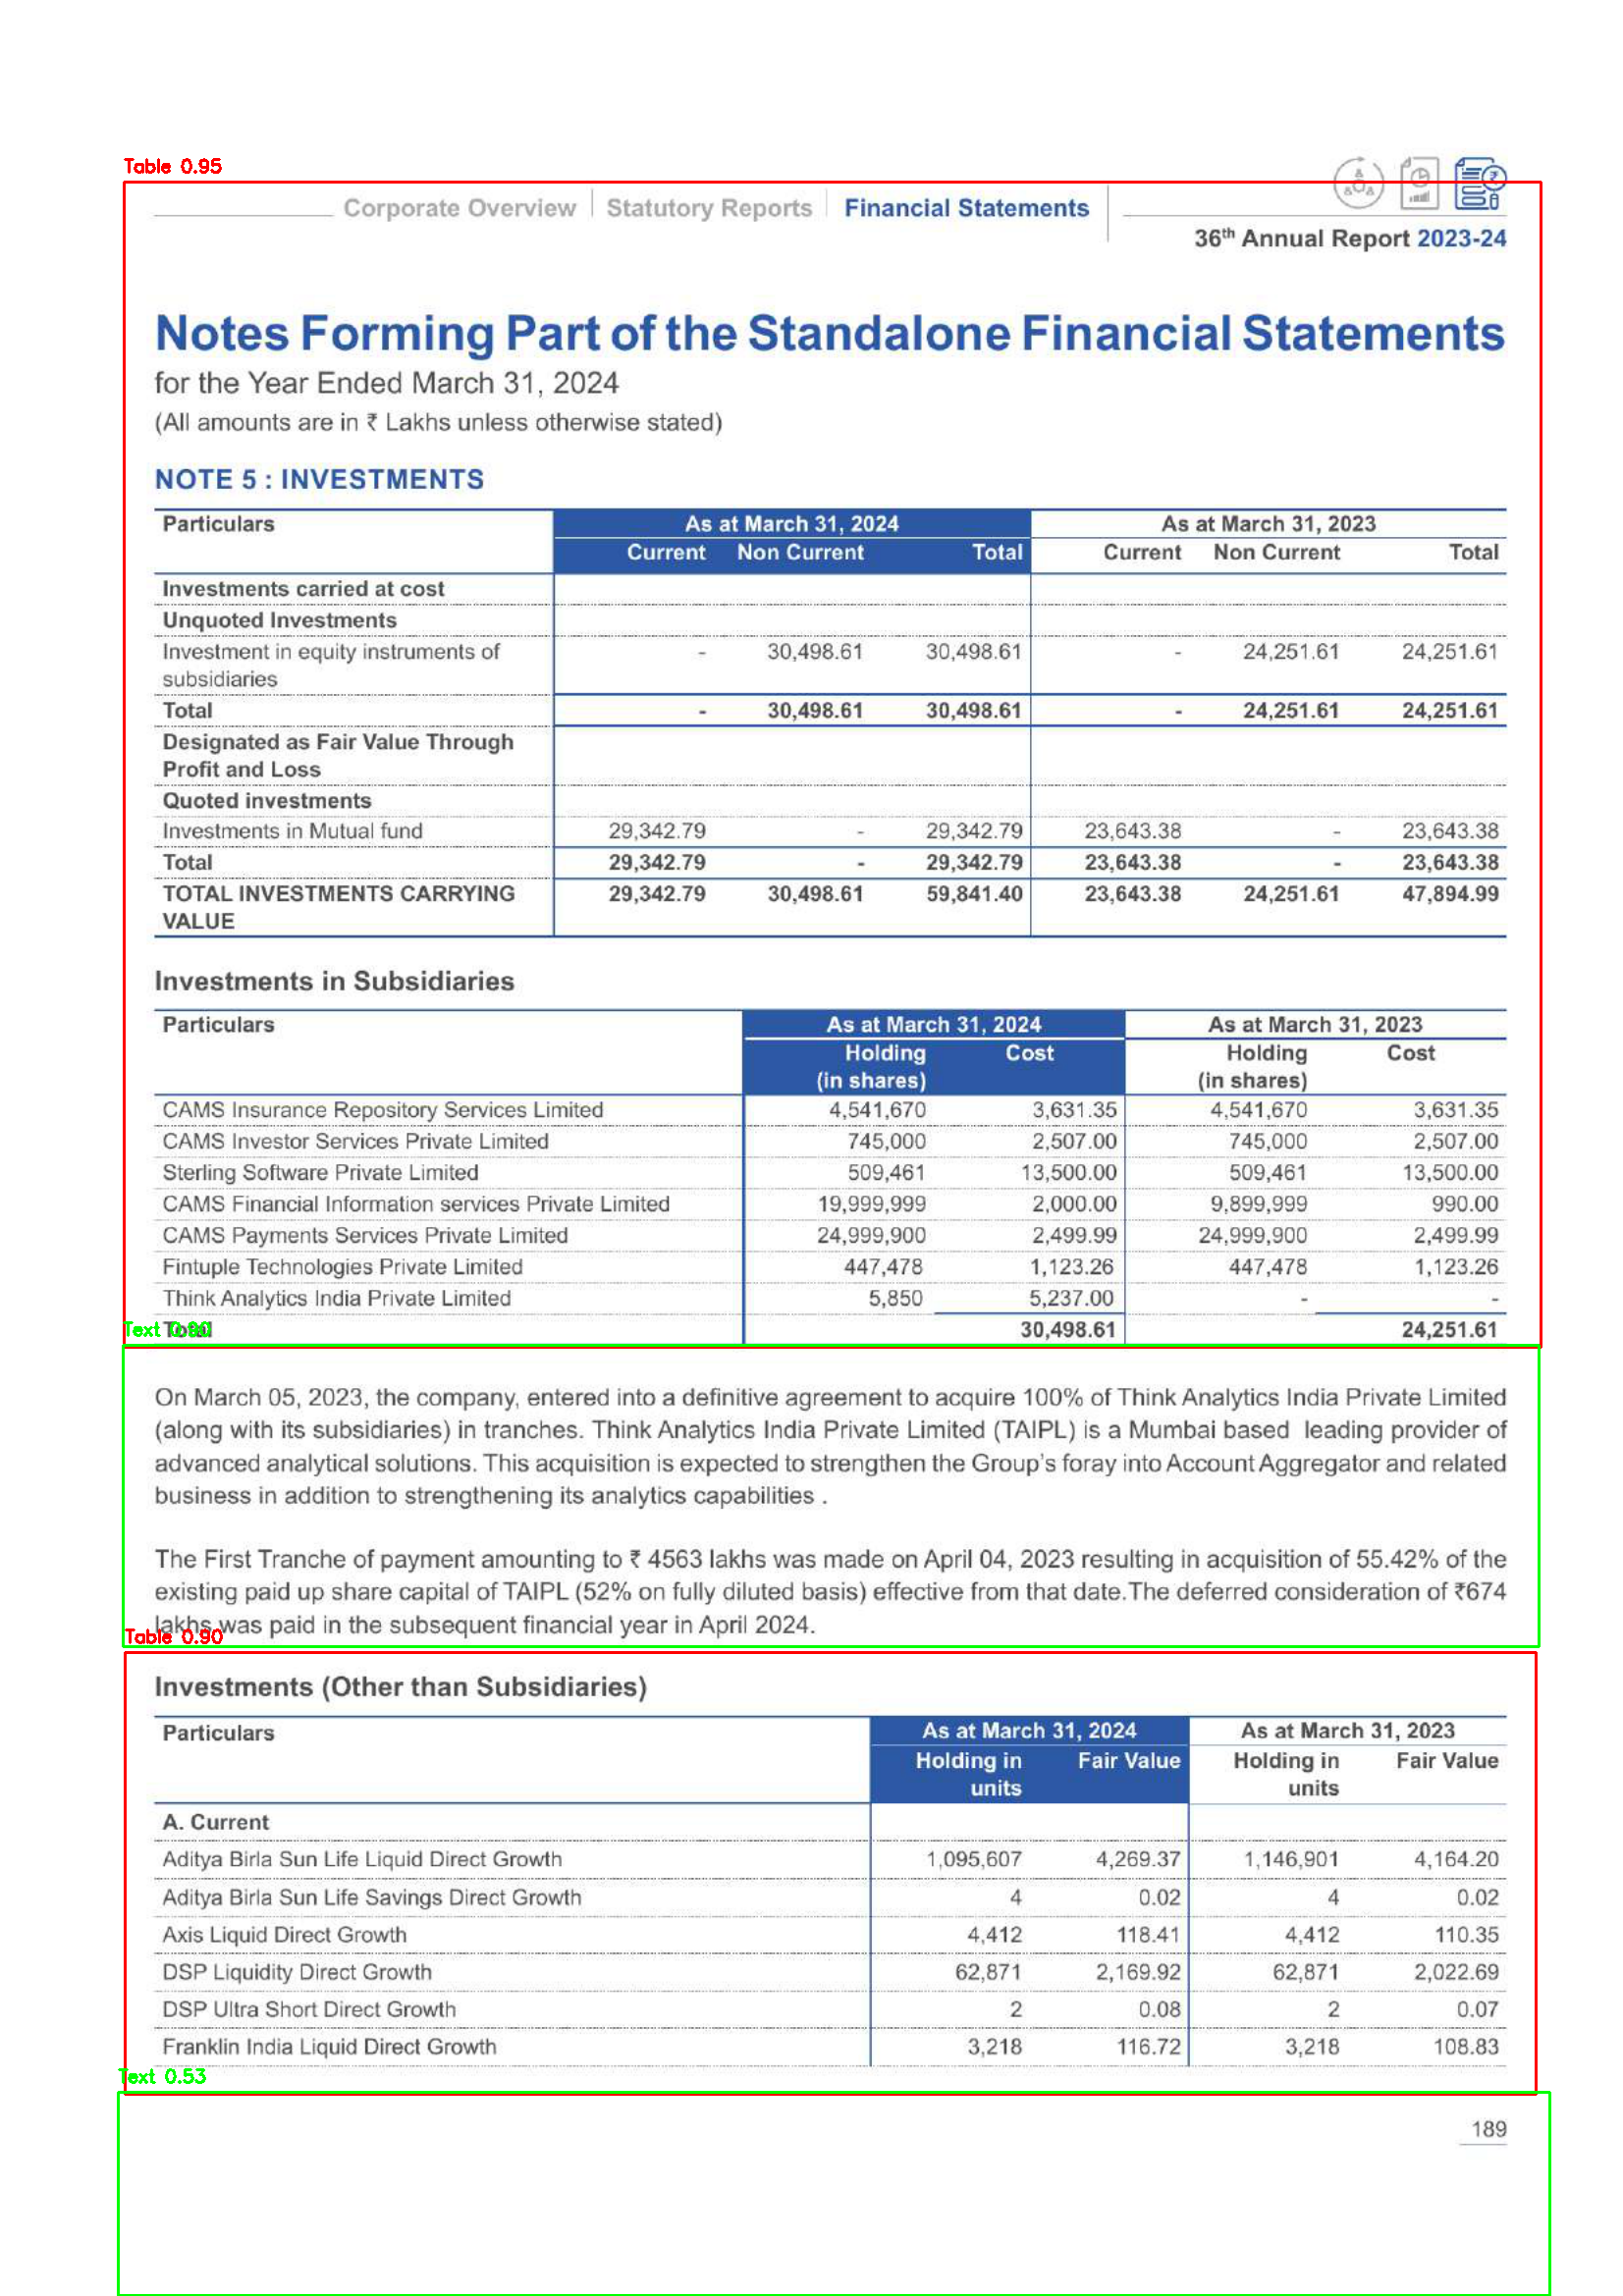 Table 0.95
Corporate Overview Statutory Reports Financial Statements
36th Annual Report 2023-24
Notes Forming Part of the Standalone Financial Statements
for the Year Ended March 31, 2024
(All amounts are in ₹ Lakhs unless otherwise stated)
NOTE 5 : INVESTMENTS
Particulars As at March 31, 2024 As at March 31, 2023
Current Non Current Total Current Non Current Total
Investments carried at cost
Unquoted Investments
Investment in equity instruments of - 30,498.61 30,498.61 - 24,251.61 24,251.61
subsidiaries
Total - 30,498.61 30,498.61 - 24,251.61 24,251.61
Designated as Fair Value Through
Profit and Loss
Quoted investments
Investments in Mutual fund 29,342.79 - 29,342.79 23,643.38 - 23,643.38
Total 29,342.79 - 29,342.79 23,643.38 - 23,643.38
TOTAL INVESTMENTS CARRYING 29,342.79 30,498.61 59,841.40 23,643.38 24,251.61 47,894.99
VALUE
Investments in Subsidiaries
Particulars As at March 31, 2024 As at March 31, 2023
Holding Cost Holding Cost
(in shares) (in shares)
CAMS Insurance Repository Services Limited 4,541,670 3,631.35 4,541,670 3,631.35
CAMS Investor Services Private Limited 745,000 2,507.00 745,000 2,507.00
Sterling Software Private Limited 509,461 13,500.00 509,461 13,500.00
CAMS Financial Information services Private Limited 19,999,999 2,000.00 9,899,999 990.00
CAMS Payments Services Private Limited 24,999,900 2,499.99 24,999,900 2,499.99
Fintuple Technologies Private Limited 447,478 1,123.26 447,478 1,123.26
Think Analytics India Private Limited 5,850 5,237.00 - -
Text Total 30,498.61 24,251.61
On March 05, 2023, the company, entered into a definitive agreement to acquire 100% of Think Analytics India Private Limited
(along with its subsidiaries) in tranches. Think Analytics India Private Limited (TAIPL) is a Mumbai based leading provider of
advanced analytical solutions. This acquisition is expected to strengthen the Group's foray into Account Aggregator and related
business in addition to strengthening its analytics capabilities .
The First Tranche of payment amounting to ₹ 4563 lakhs was made on April 04, 2023 resulting in acquisition of 55.42% of the
existing paid up share capital of TAIPL (52% on fully diluted basis) effective from that date.The deferred consideration of ₹674
lakhs was paid in the subsequent financial year in April 2024.
Table 0.90
Investments (Other than Subsidiaries)
Particulars As at March 31, 2024 As at March 31, 2023
Holding in Fair Value Holding in Fair Value
units units
A. Current
Aditya Birla Sun Life Liquid Direct Growth 1,095,607 4,269.37 1,146,901 4,164.20
Aditya Birla Sun Life Savings Direct Growth 4 0.02 4 0.02
Axis Liquid Direct Growth 4,412 118.41 4,412 110.35
DSP Liquidity Direct Growth 62,871 2,169.92 62,871 2,022.69
DSP Ultra Short Direct Growth 2 0.08 2 0.07
Franklin India Liquid Direct Growth 3,218 116.72 3,218 108.83
Text 0.53
189